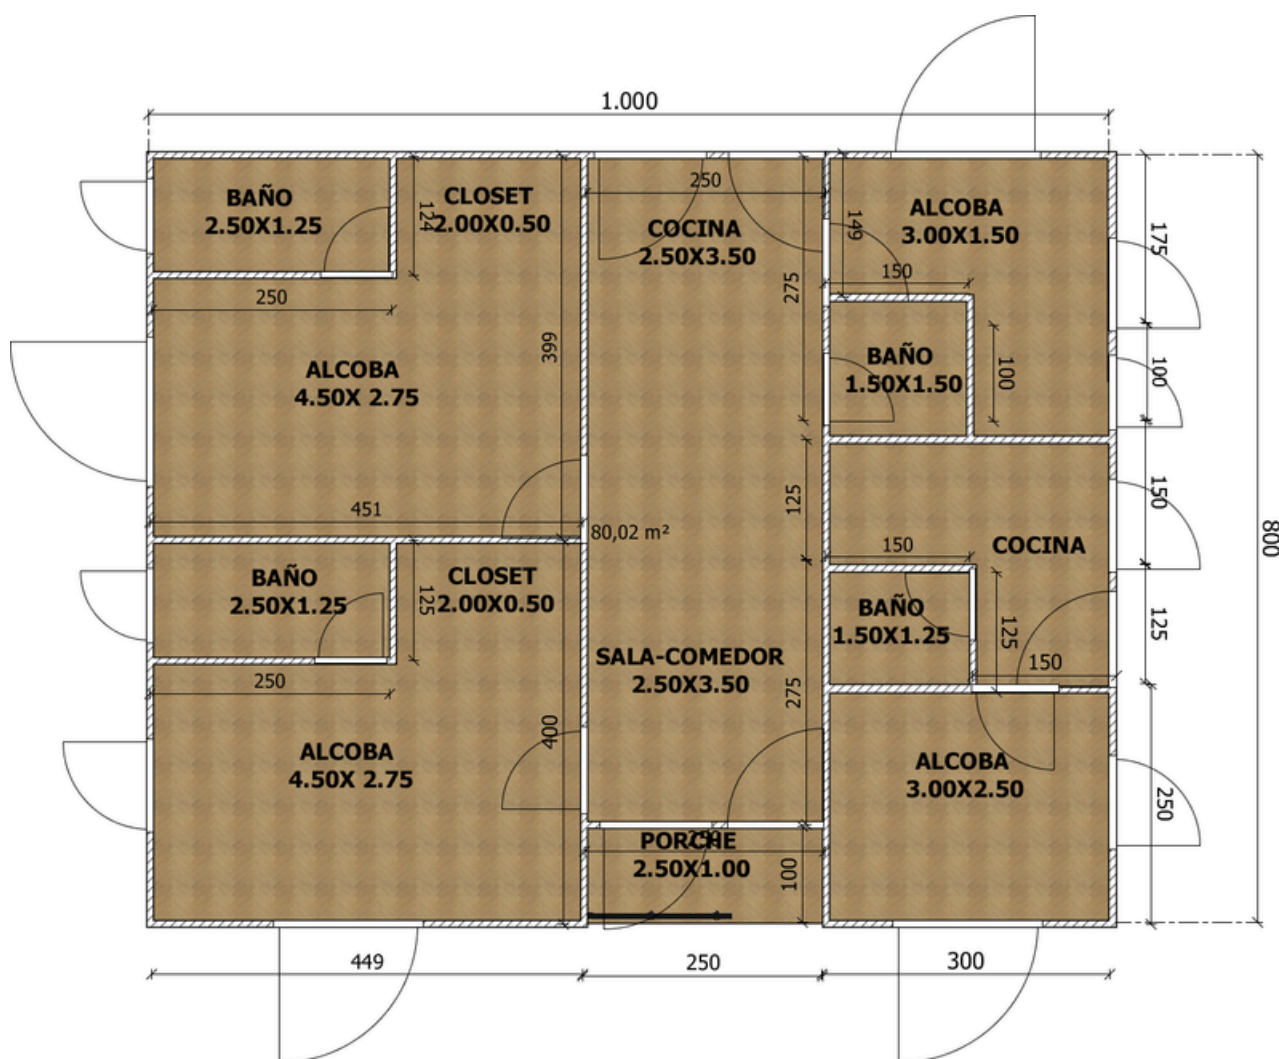 1.000
BAÑO
2.50X1.25
124
CLOSET
2.00X0.50
250
COCINA
2.50X3.50
149
ALCOBA
3.00X1.50
175
250
275
150
399
ALCOBA
4.50X 2.75
BAÑO
1.50X1.50
100
100
451
80,02 m²
125
150
150
COCINA
800
BAÑO
2.50X1.25
125
CLOSET
2.00X0.50
BAÑO
1.50X1.25
125
125
250
SALA-COMEDOR
2.50X3.50
275
150
ALCOBA
4.50X 2.75
400
ALCOBA
3.00X2.50
250
PORCHE
250
2.50X1.00
100
449
250
300